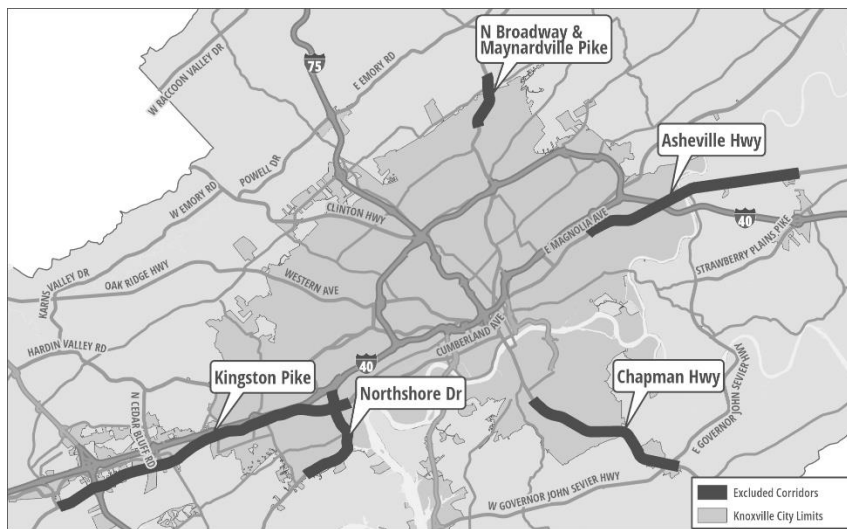 N Broadway &
Maynardville Pike
75
W RACCOON VALLEY DR
E EMORY RD
Asheville Hwy
POWELL DR
W EMORY RD
CLINTON HWY
E MAGNOLIA AVE
40
STRAWBERRY PLAINS PIKE
KARNS VALLEY DR
OAK RIDGE HWY
WESTERN AVE
HARDIN VALLEY RD
CUMBERLAND AVE
40
Kingston Pike
Northshore Dr
Chapman Hwy
N CEDAR BLUFF RD
E GOVERNOR JOHN SEVIER HWY
W GOVERNOR JOHN SEVIER HWY
Excluded Corridors
Knoxville City Limits